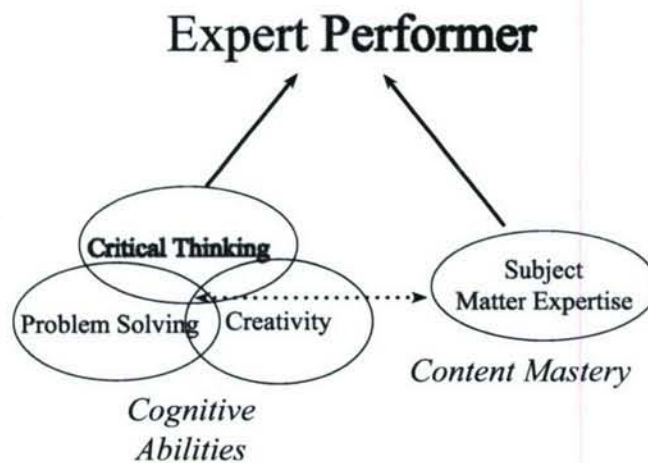 Expert Performer
Critical Thinking
Problem Solving
Creativity
Subject
Matter Expertise
Content Mastery
Cognitive
Abilities